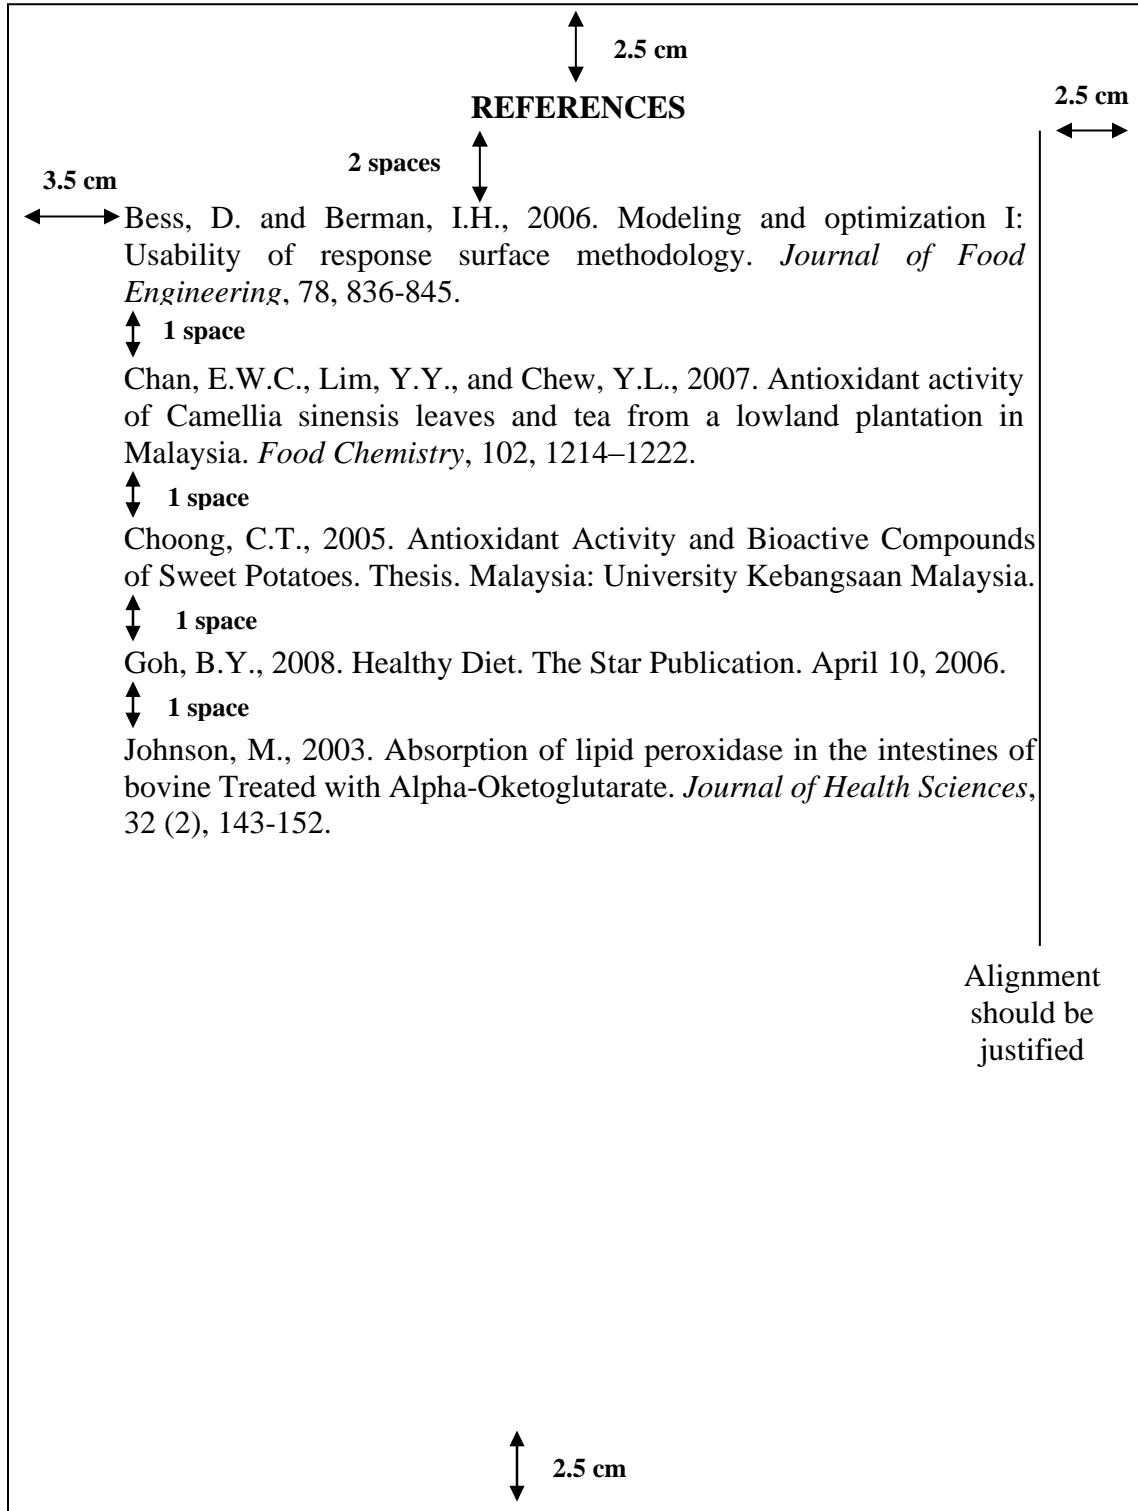 2.5 cm
REFERENCES
2.5 cm
2 spaces
3.5 cm
Bess, D. and Berman, I.H., 2006. Modeling and optimization I:
Usability of response surface methodology. Journal of Food
Engineering, 78, 836-845.
1 space
Chan, E.W.C., Lim, Y.Y., and Chew, Y.L., 2007. Antioxidant activity
of Camellia sinensis leaves and tea from a lowland plantation in
Malaysia. Food Chemistry, 102, 1214–1222.
1 space
Choong, C.T., 2005. Antioxidant Activity and Bioactive Compounds
of Sweet Potatoes. Thesis. Malaysia: University Kebangsaan Malaysia.
1 space
Goh, B.Y., 2008. Healthy Diet. The Star Publication. April 10, 2006.
1 space
Johnson, M., 2003. Absorption of lipid peroxidase in the intestines of
bovine Treated with Alpha-Oketoglutarate. Journal of Health Sciences,
32 (2), 143-152.
Alignment
should be
justified
2.5 cm